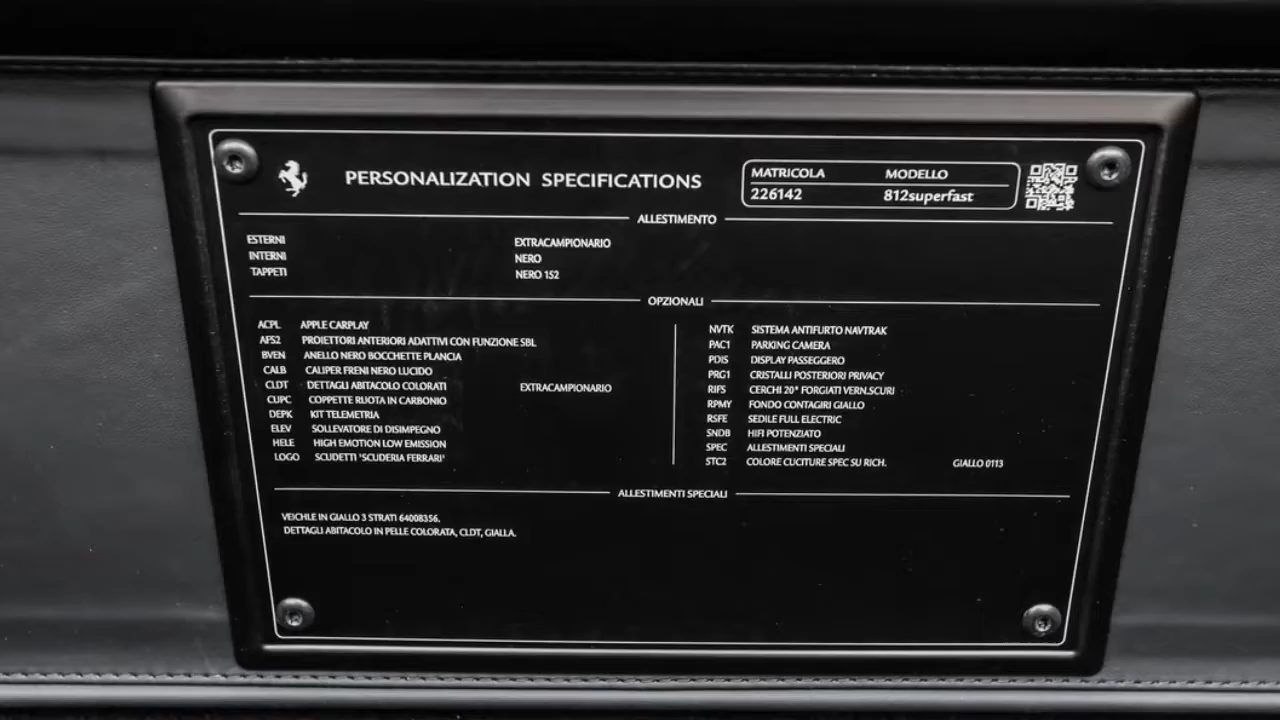 PERSONALIZATION SPECIFICATIONS
MATRICOLA MODELLO
226142 812superfast
ALLESTIMENTO
ESTERNI EXTRACAMPIONARIO
INTERNI NERO
TAPPETI NERO 152
OPZIONALI
ACPL APPLE CARPLAY
AFS2 PROIETTORI ANTERIORI ADATTIVI CON FUNZIONE SBL
BVEN ANELLO NERO BOCCHETTE PLANCIA
CALB CALIPER FRENI NERO LUCIDO
CLDT DETTAGLI ABITACOLO COLORATI EXTRACAMPIONARIO
CUPC COPPETTE RUOTA IN CARBONIO
DEPK KIT TELEMETRIA
ELEV SOLLEVATORE DI DISIMPEGNO
HELE HIGH EMOTION LOW EMISSION
LOGO SCUDETTI 'SCUDERIA FERRARI'
NVTK SISTEMA ANTIFURTO NAVTRAK
PAC1 PARKING CAMERA
PDIS DISPLAY PASSEGGERO
PRG1 CRISTALLI POSTERIORI PRIVACY
RIFS CERCHI 20" FORGIATI VERN.SCURI
RPMY FONDO CONTAGIRI GIALLO
RSFE SEDILE FULL ELECTRIC
SNDB HIFI POTENZIATO
SPEC ALLESTIMENTI SPECIALI
STC2 COLORE CUCITURE SPEC SU RICH. GIALLO 0113
ALLESTIMENTI SPECIALI
VEICHLE IN GIALLO 3 STRATI 64008356.
DETTAGLI ABITACOLO IN PELLE COLORATA, CLDT, GIALLA.